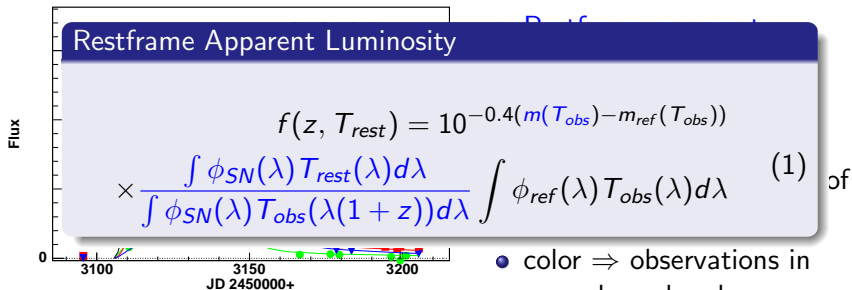 Restframe Apparent Luminosity
f(z, T_rest) = 10^{-0.4(m(T_obs)-m_ref(T_obs))}
× \frac{∫ φ_SN(λ) T_rest(λ)dλ}{∫ φ_SN(λ) T_obs(λ(1 + z))dλ} ∫ φ_ref(λ) T_obs(λ)dλ (1)
of
Flux
0
3100 3150 3200
JD 2450000+
color ⇒ observations in